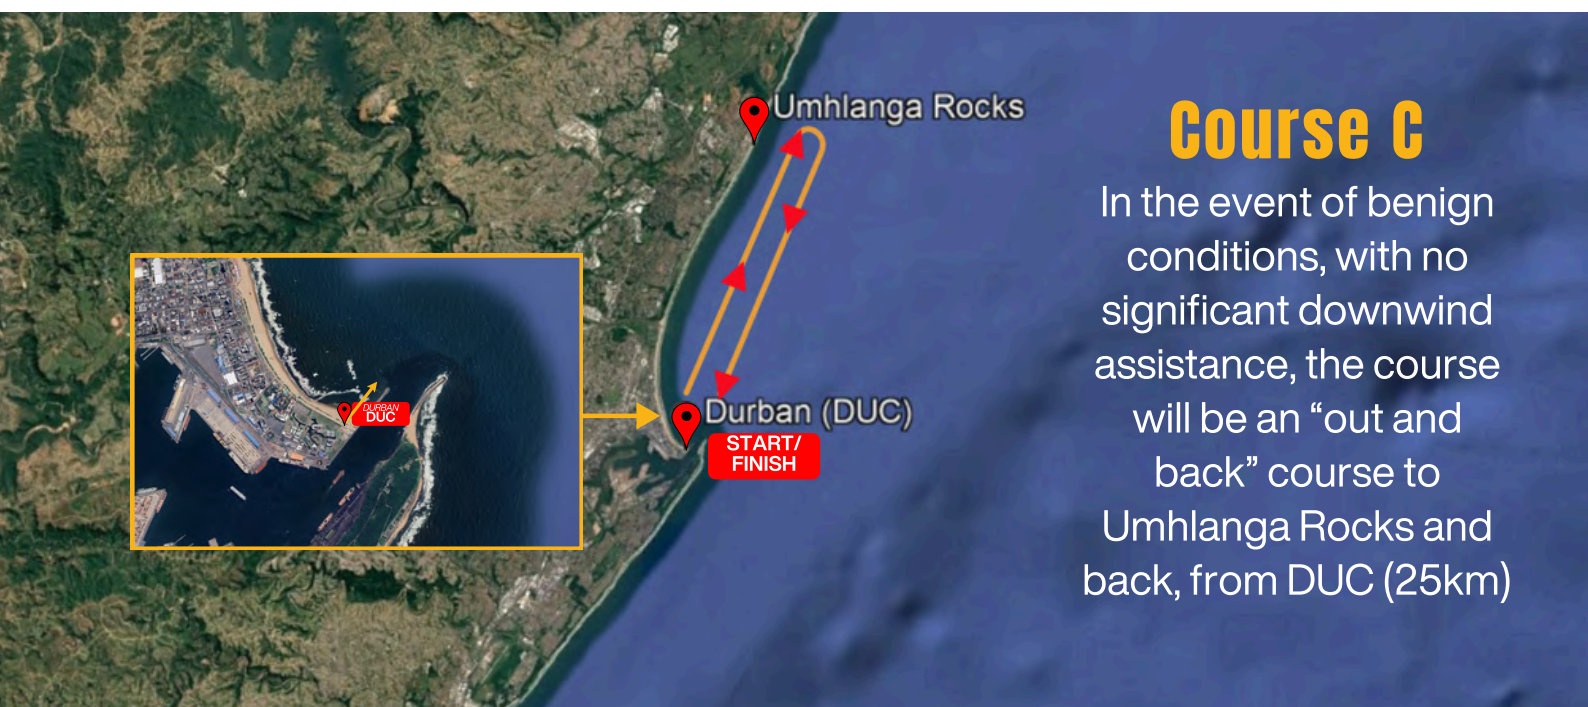 Umhlanga Rocks
Durban (DUC)
START/
FINISH
DURBAN
DUC
Course C
In the event of benign
conditions, with no
significant downwind
assistance, the course
will be an “out and
back” course to
Umhlanga Rocks and
back, from DUC (25km)